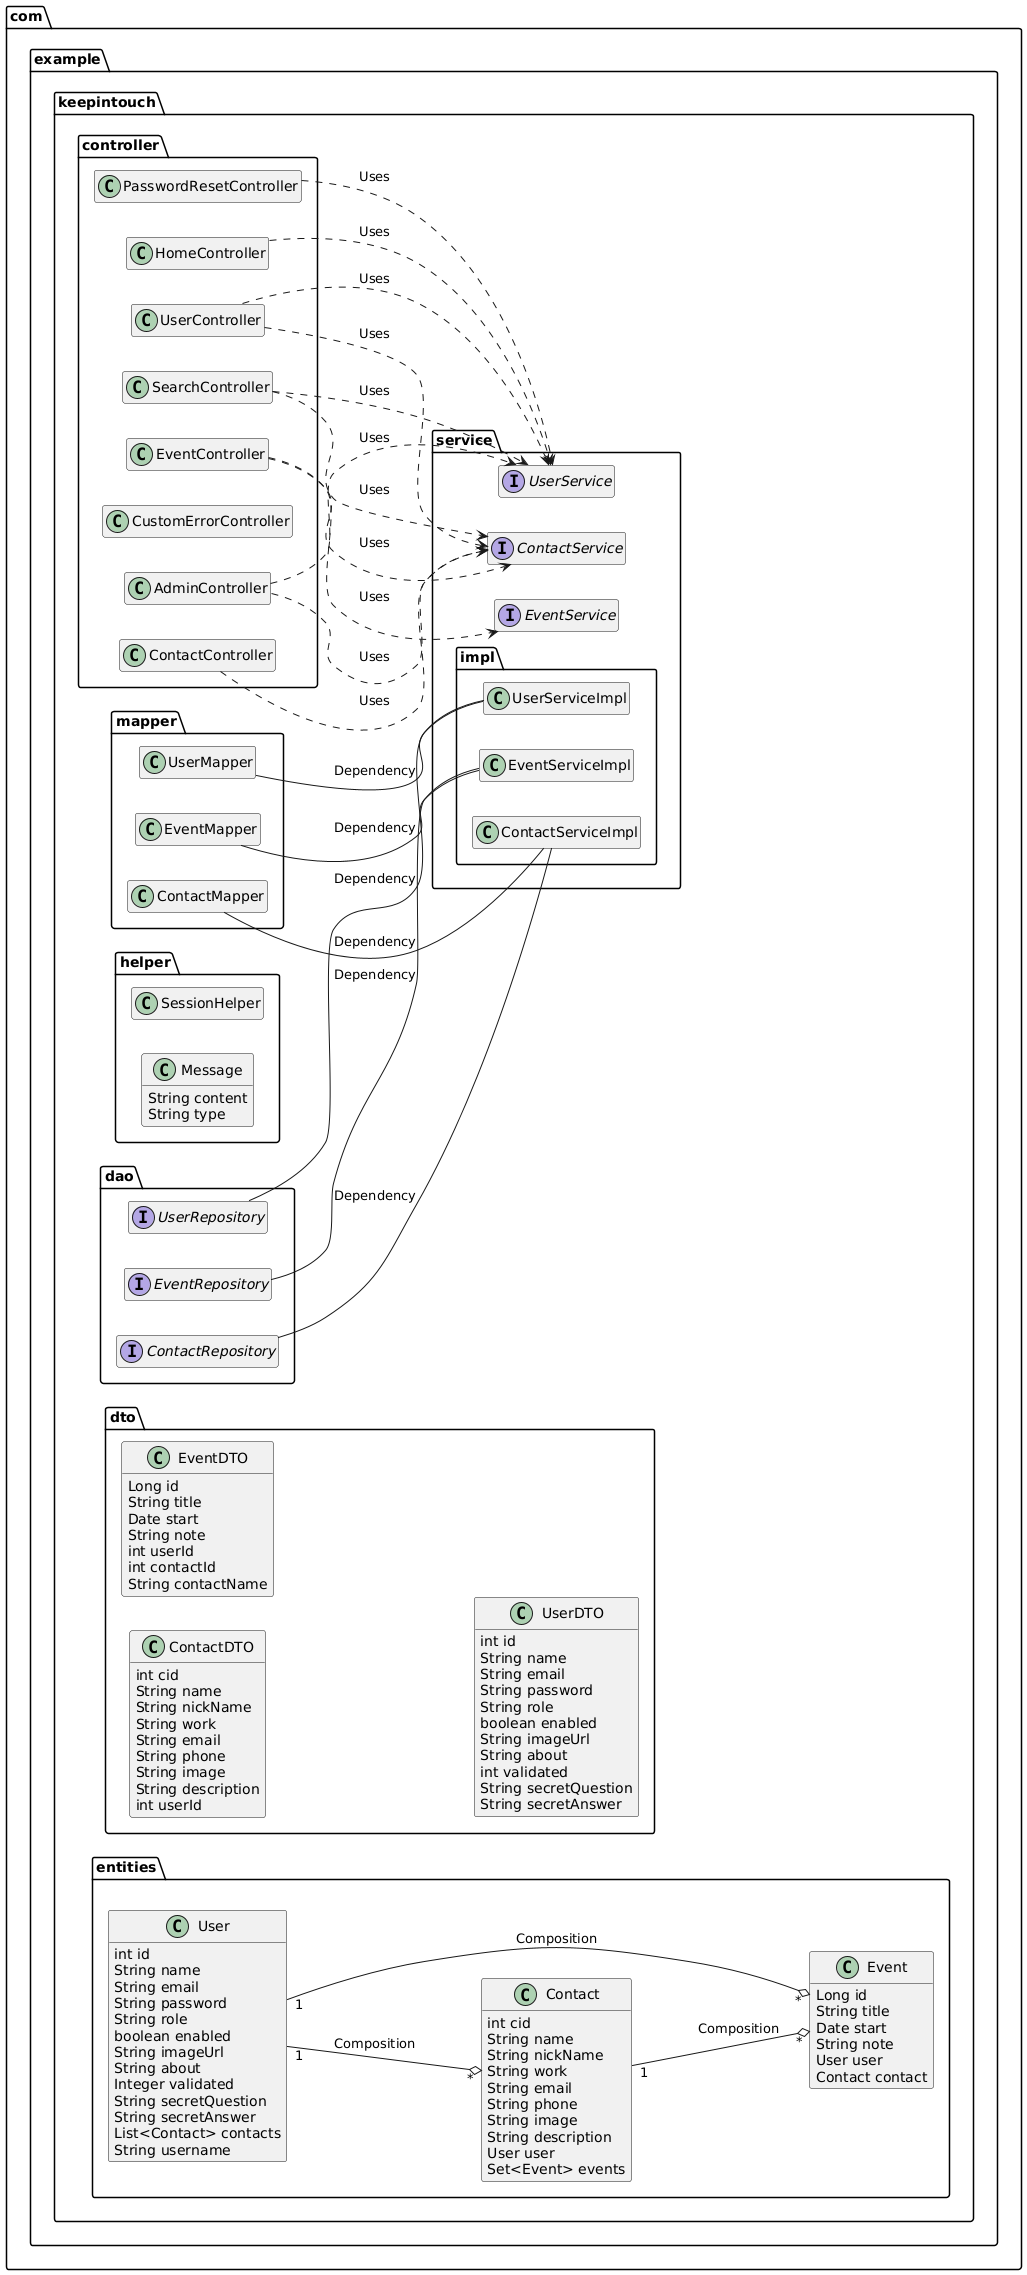 com
example
keepintouch
controller
C PasswordResetController
Uses
C HomeController
Uses
C UserController
Uses
Uses
C SearchController
Uses
Uses
service
C EventController
I UserService
Uses
C CustomErrorController
I ContactService
Uses
C AdminController
Uses
I EventService
C ContactController
Uses
impl
Uses
C UserServiceImpl
mapper
C UserMapper
Dependency
C EventServiceImpl
C EventMapper
Dependency
C ContactServiceImpl
C ContactMapper
Dependency
Dependency
helper
Dependency
C SessionHelper
C Message
String content
String type
dao
Dependency
I UserRepository
I EventRepository
I ContactRepository
dto
C EventDTO
Long id
String title
Date start
String note
int userId
int contactId
String contactName
C ContactDTO
int cid
String name
String nickName
String work
String email
String phone
String image
String description
int userId
C UserDTO
int id
String name
String email
String password
String role
boolean enabled
String imageUrl
String about
int validated
String secretQuestion
String secretAnswer
entities
C User
int id
String name
String email
String password
String role
boolean enabled
String imageUrl
String about
Integer validated
String secretQuestion
String secretAnswer
List<Contact> contacts
String username
Composition
1
*
Composition
1
*
C Contact
int cid
String name
String nickName
String work
String email
String phone
String image
String description
User user
Set<Event> events
Composition
1
*
C Event
Long id
String title
Date start
String note
User user
Contact contact